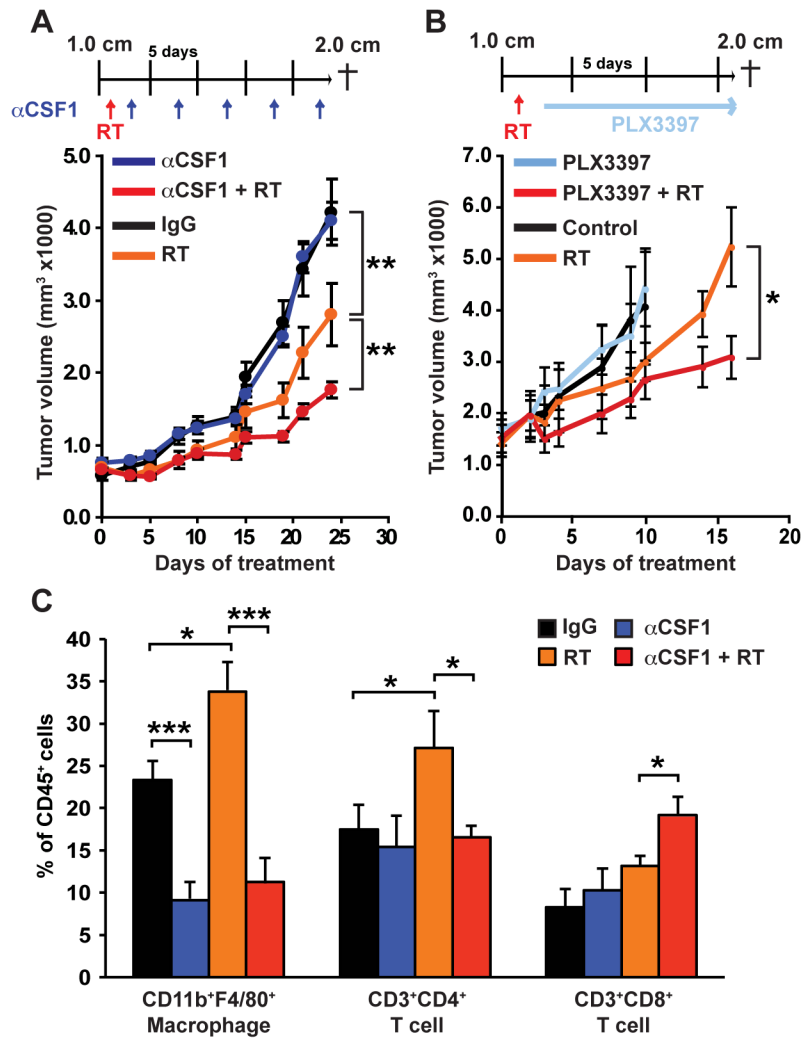 A
1.0 cm
5 days
2.0 cm
αCSF1
RT
αCSF1
αCSF1 + RT
IgG
RT
**
**
5.0
4.0
3.0
2.0
1.0
0.0
Tumor volume (mm³ x1000)
0 5 10 15 20 25 30
Days of treatment
B
1.0 cm
5 days
2.0 cm
RT
PLX3397
PLX3397
PLX3397 + RT
Control
RT
*
7.0
6.0
5.0
4.0
3.0
2.0
1.0
0.0
Tumor volume (mm³ x1000)
0 5 10 15 20
Days of treatment
C
IgG
αCSF1
RT
αCSF1 + RT
40
35
30
25
20
15
10
5
0
% of CD45⁺ cells
*
***
***
*
*
*
CD11b⁺F4/80⁺
Macrophage
CD3⁺CD4⁺
T cell
CD3⁺CD8⁺
T cell